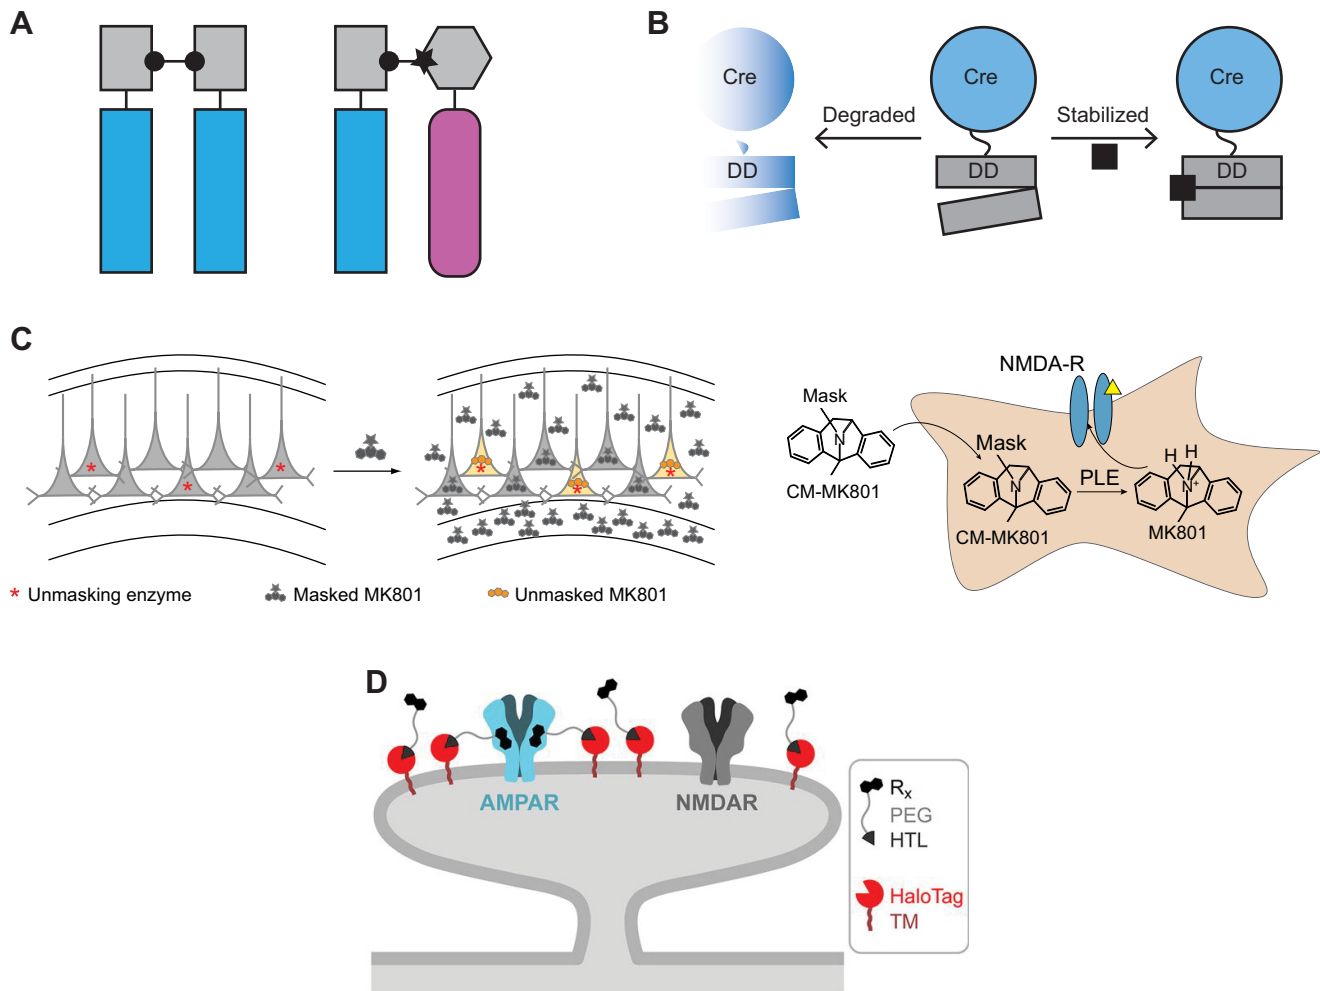 A
B
Cre
Cre
Cre
Degraded
Stabilized
DD
DD
DD
C
* Unmasking enzyme
Masked MK801
Unmasked MK801
NMDA-R
Mask
N
CM-MK801
Mask
N
CM-MK801
PLE
H
H
N+
MK801
D
AMPAR
NMDAR
Rx
PEG
HTL
HaloTag
TM